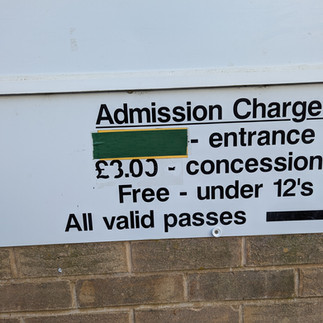 Admission Charge
- entrance
£3.00 - concession
Free - under 12's
All valid passes